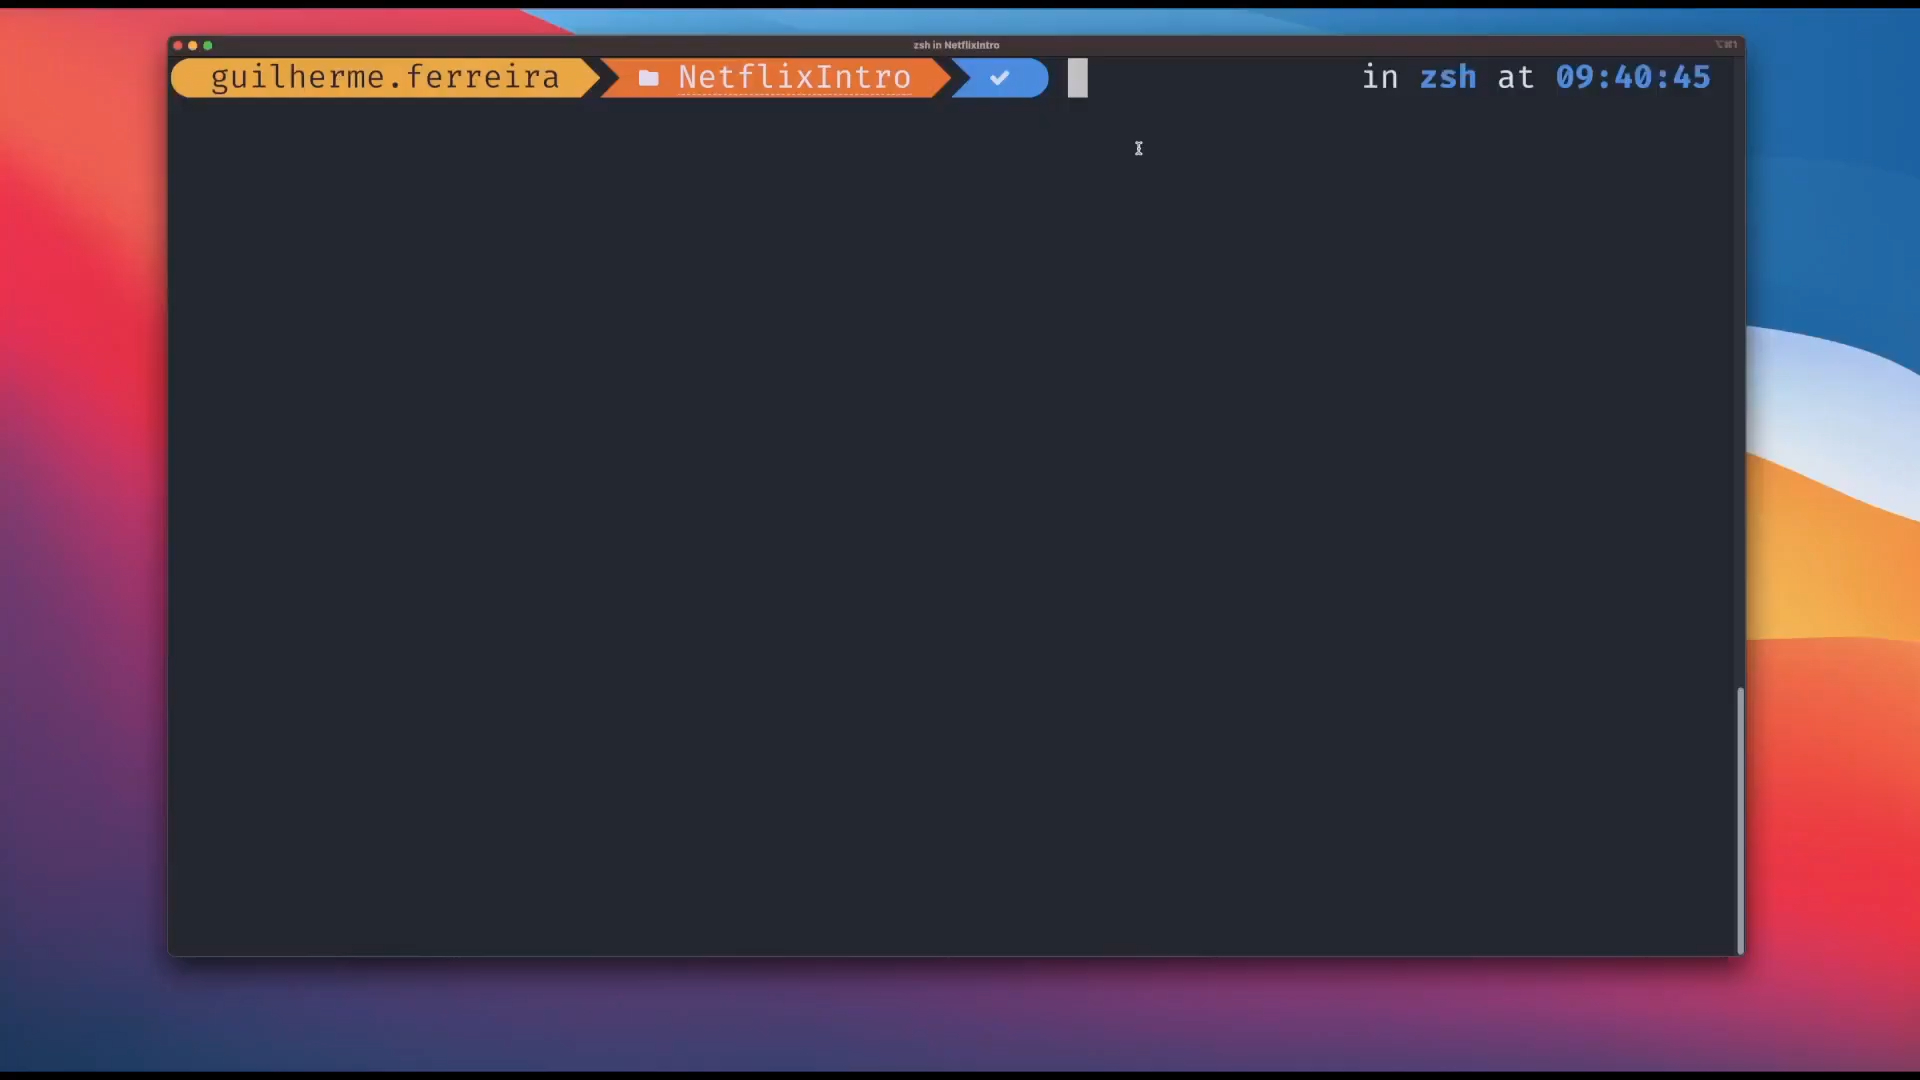 zsh in NetflixIntro
guilherme.ferreira NetflixIntro in zsh at 09:40:45